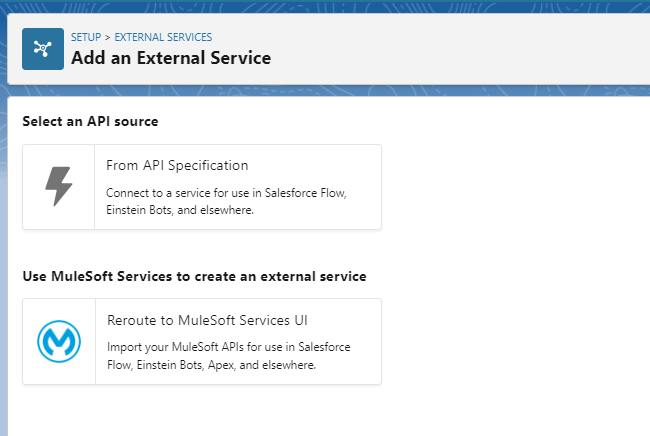 SETUP > EXTERNAL SERVICES
Add an External Service
Select an API source
From API Specification
Connect to a service for use in Salesforce Flow,
Einstein Bots, and elsewhere.
Use MuleSoft Services to create an external service
Reroute to MuleSoft Services UI
Import your MuleSoft APIs for use in Salesforce
Flow, Einstein Bots, Apex, and elsewhere.